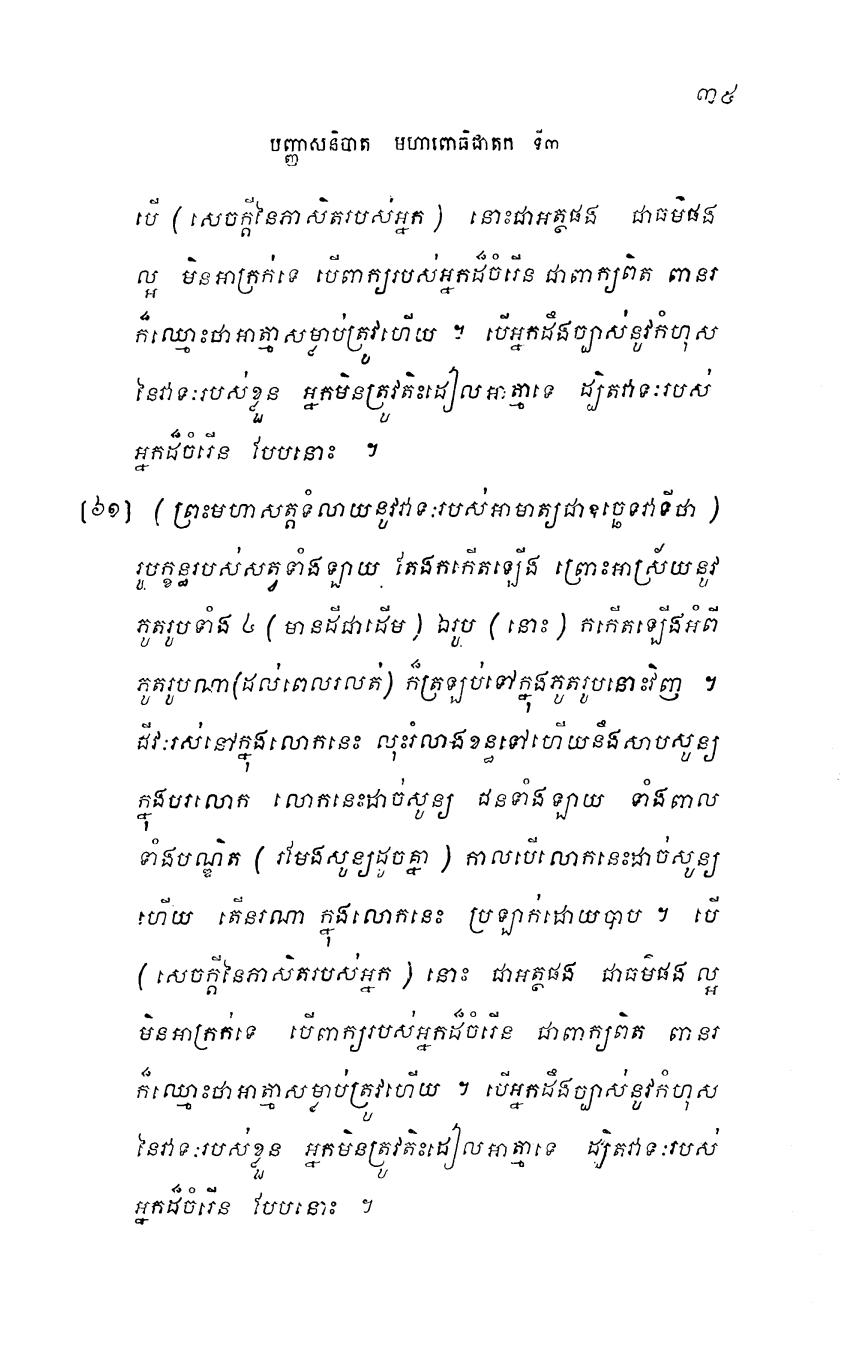 ៣៥
បញ្ញាសនិបាត មហាពោធិជាតក ទី៣
បើ ( សេចក្តីនៃភាសិតរបស់អ្នក ) នោះជាអត្ថផង ជាធម៌ផង
ល្អ មិនអាក្រក់ទេ បើពាក្យរបស់អ្នកដ៏ចំរើន ជាពាក្យពិត ពានរ
ក៏ឈ្មោះថាអាត្មាសម្លាប់ត្រូវហើយ ។ បើអ្នកដឹងច្បាស់នូវកំហុស
នៃវាទៈរបស់ខ្លួន អ្នកមិនត្រូវតិះដៀលអាត្មាទេ ដ្បិតវាទៈរបស់
អ្នកដ៏ចំរើន បែបនោះ ។
[៦១] ( ព្រះមហាសត្តទំលាយនូវវាទៈរបស់អាមាត្យជាឧច្ឆេទវាទីថា )
រូបក្ខន្ធរបស់សត្វទាំងឡាយ តែងកកើតឡើង ព្រោះអាស្រ័យនូវ
ភូតរូបទាំង ៤ ( មានដីជាដើម ) ឯរូប ( នោះ ) កកើតឡើងអំពី
ភូតរូបណា(ដល់ពេលរលត់) ក៏ត្រឡប់ទៅក្នុងភូតរូបនោះវិញ ។
ជីវៈរស់នៅក្នុងលោកនេះ លុះរំលាងខន្ធទៅហើយនឹងសាបសូន្យ
ក្នុងបរលោក លោកនេះដាច់សូន្យ ជនទាំងឡាយ ទាំងពាល
ទាំងបណ្ឌិត ( រមែងសូន្យដូចគ្នា ) កាលបើលោកនេះដាច់សូន្យ
ហើយ តើនរណា ក្នុងលោកនេះ ប្រឡាក់ដោយបាប ។ បើ
( សេចក្តីនៃភាសិតរបស់អ្នក ) នោះ ជាអត្ថផង ជាធម៌ផង ល្អ
មិនអាក្រក់ទេ បើពាក្យរបស់អ្នកដ៏ចំរើន ជាពាក្យពិត ពានរ
ក៏ឈ្មោះថាអាត្មាសម្លាប់ត្រូវហើយ ។ បើអ្នកដឹងច្បាស់នូវកំហុស
នៃវាទៈរបស់ខ្លួន អ្នកមិនត្រូវតិះដៀលអាត្មាទេ ដ្បិតវាទៈរបស់
អ្នកដ៏ចំរើន បែបនោះ ។